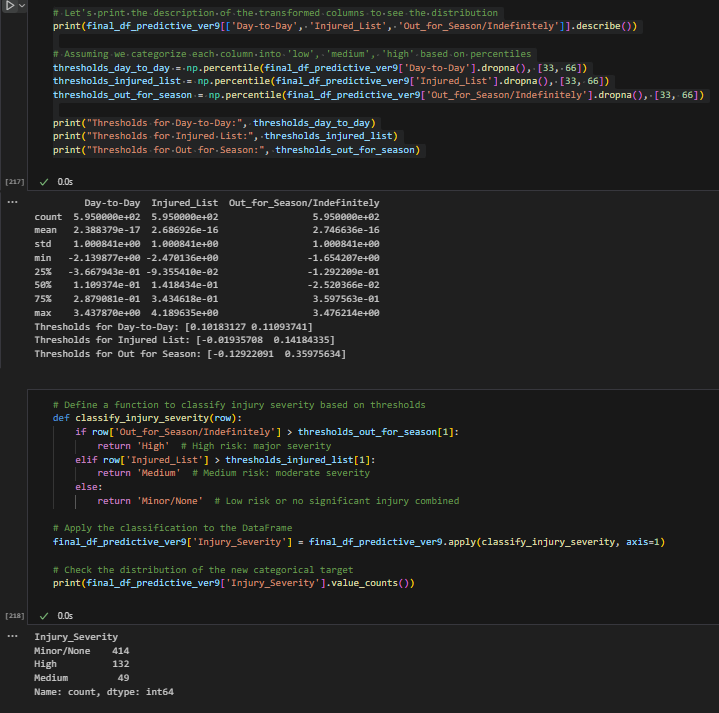 # Let's print the description of the transformed columns to see the distribution
print(final_df_predictive_ver9[['Day-to-Day', 'Injured_List', 'Out_for_Season/Indefinitely']].describe())
# Assuming we categorize each column into 'low', 'medium', 'high' based on percentiles
thresholds_day_to_day = np.percentile(final_df_predictive_ver9['Day-to-Day'].dropna(), [33, 66])
thresholds_injured_list = np.percentile(final_df_predictive_ver9['Injured_List'].dropna(), [33, 66])
thresholds_out_for_season = np.percentile(final_df_predictive_ver9['Out_for_Season/Indefinitely'].dropna(), [33, 66])
print("Thresholds for Day-to-Day:", thresholds_day_to_day)
print("Thresholds for Injured List:", thresholds_injured_list)
print("Thresholds for Out for Season:", thresholds_out_for_season)
[217] 0.0s
... Day-to-Day Injured_List Out_for_Season/Indefinitely
count 5.950000e+02 5.950000e+02 5.950000e+02
mean 2.388379e-17 2.686926e-16 2.746636e-16
std 1.000841e+00 1.000841e+00 1.000841e+00
min -2.139877e+00 -2.470136e+00 -1.654207e+00
25% -3.667943e-01 -9.355410e-02 -1.292209e-01
50% 1.109374e-01 1.418434e-01 -2.520366e-02
75% 2.879081e-01 3.434618e-01 3.597563e-01
max 3.437870e+00 4.189635e+00 3.476214e+00
Thresholds for Day-to-Day: [0.10183127 0.11093741]
Thresholds for Injured List: [-0.01935708 0.14184335]
Thresholds for Out for Season: [-0.12922091 0.35975634]
# Define a function to classify injury severity based on thresholds
def classify_injury_severity(row):
if row['Out_for_Season/Indefinitely'] > thresholds_out_for_season[1]:
return 'High' # High risk: major severity
elif row['Injured_List'] > thresholds_injured_list[1]:
return 'Medium' # Medium risk: moderate severity
else:
return 'Minor/None' # Low risk or no significant injury combined
# Apply the classification to the DataFrame
final_df_predictive_ver9['Injury_Severity'] = final_df_predictive_ver9.apply(classify_injury_severity, axis=1)
# Check the distribution of the new categorical target
print(final_df_predictive_ver9['Injury_Severity'].value_counts())
[218] 0.0s
... Injury_Severity
Minor/None 414
High 132
Medium 49
Name: count, dtype: int64